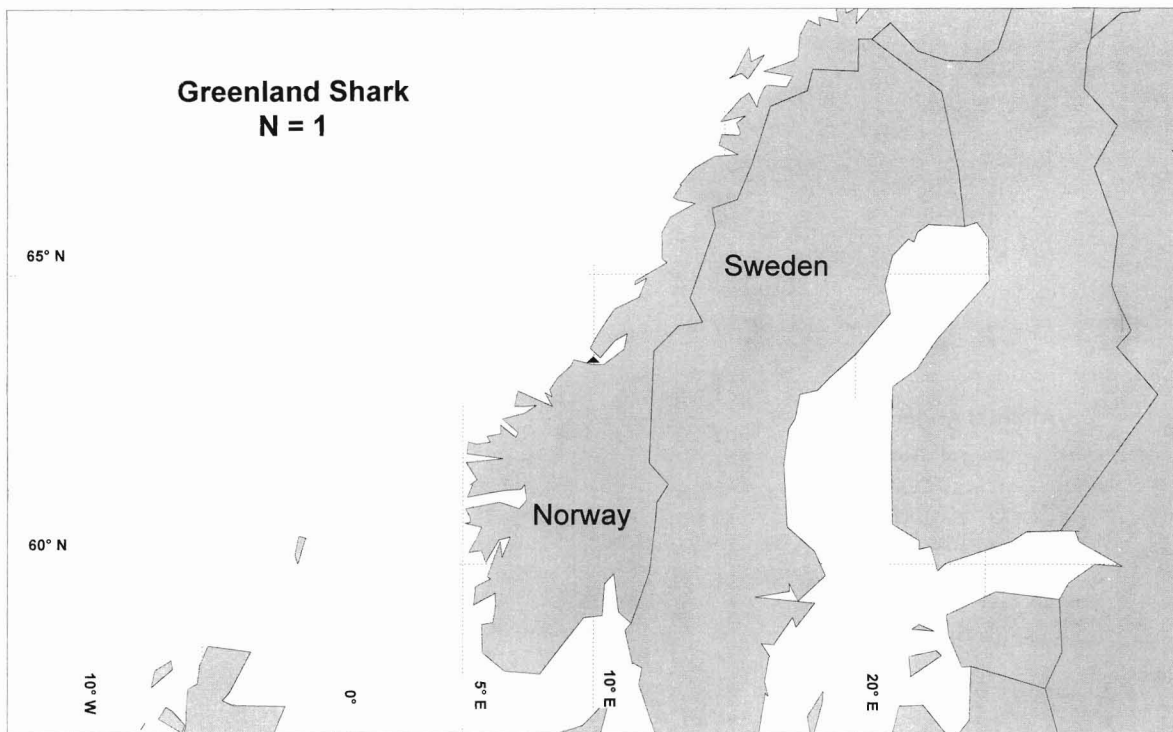 Greenland Shark
N = 1
65° N
Sweden
Norway
60° N
10° W
0°
5° E
10° E
20° E